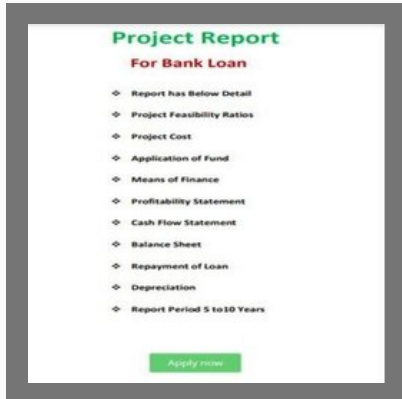 Project Report
For Bank Loan
❖ Report has Below Detail
❖ Project Feasibility Ratios
❖ Project Cost
❖ Application of Fund
❖ Means of Finance
❖ Profitability Statement
❖ Cash Flow Statement
❖ Balance Sheet
❖ Repayment of Loan
❖ Depreciation
❖ Report Period 5 to10 Years
Apply now